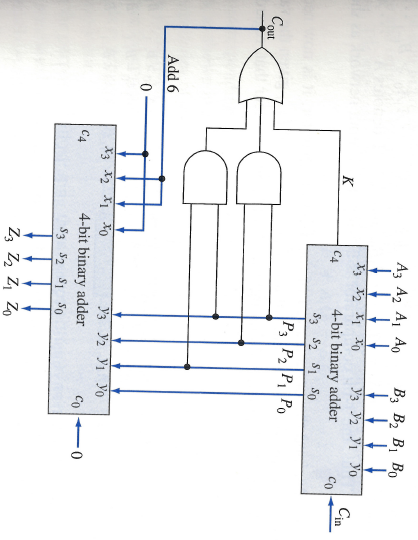 A3 A2 A1 A0 B3 B2 B1 B0
x3 x2 x1 x0 y3 y2 y1 y0
4-bit binary adder
c4 s3 s2 s1 s0 c0
Cin
K
P3 P2 P1 P0
Cout
Add 6
0
x3 x2 x1 x0 y3 y2 y1 y0
4-bit binary adder
c4 s3 s2 s1 s0 c0
0
Z3 Z2 Z1 Z0